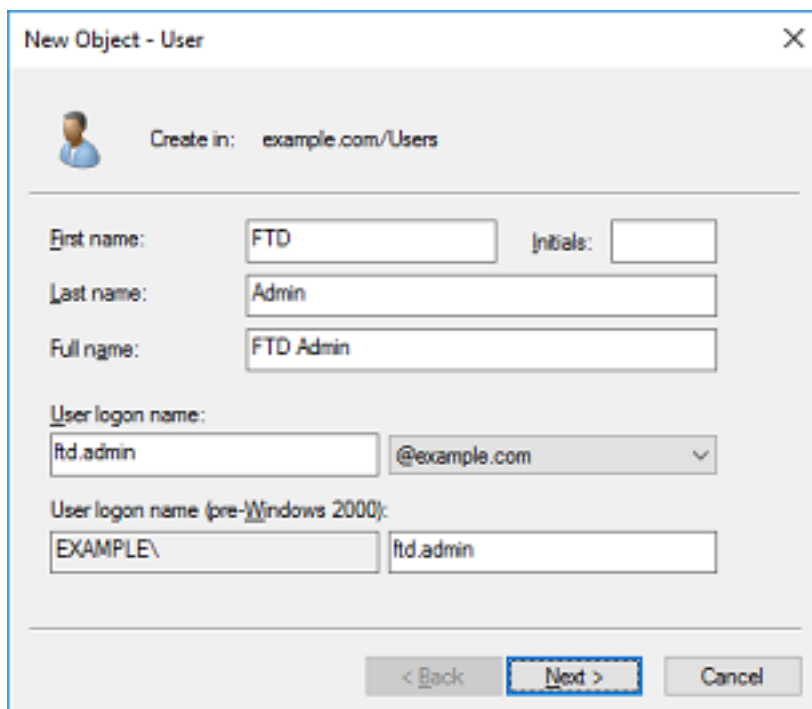 New Object - User
Create in: example.com/Users
First name: FTD Initials:
Last name: Admin
Full name: FTD Admin
User logon name:
ftd.admin @example.com
User logon name (pre-Windows 2000):
EXAMPLE\ ftd.admin
< Back Next > Cancel